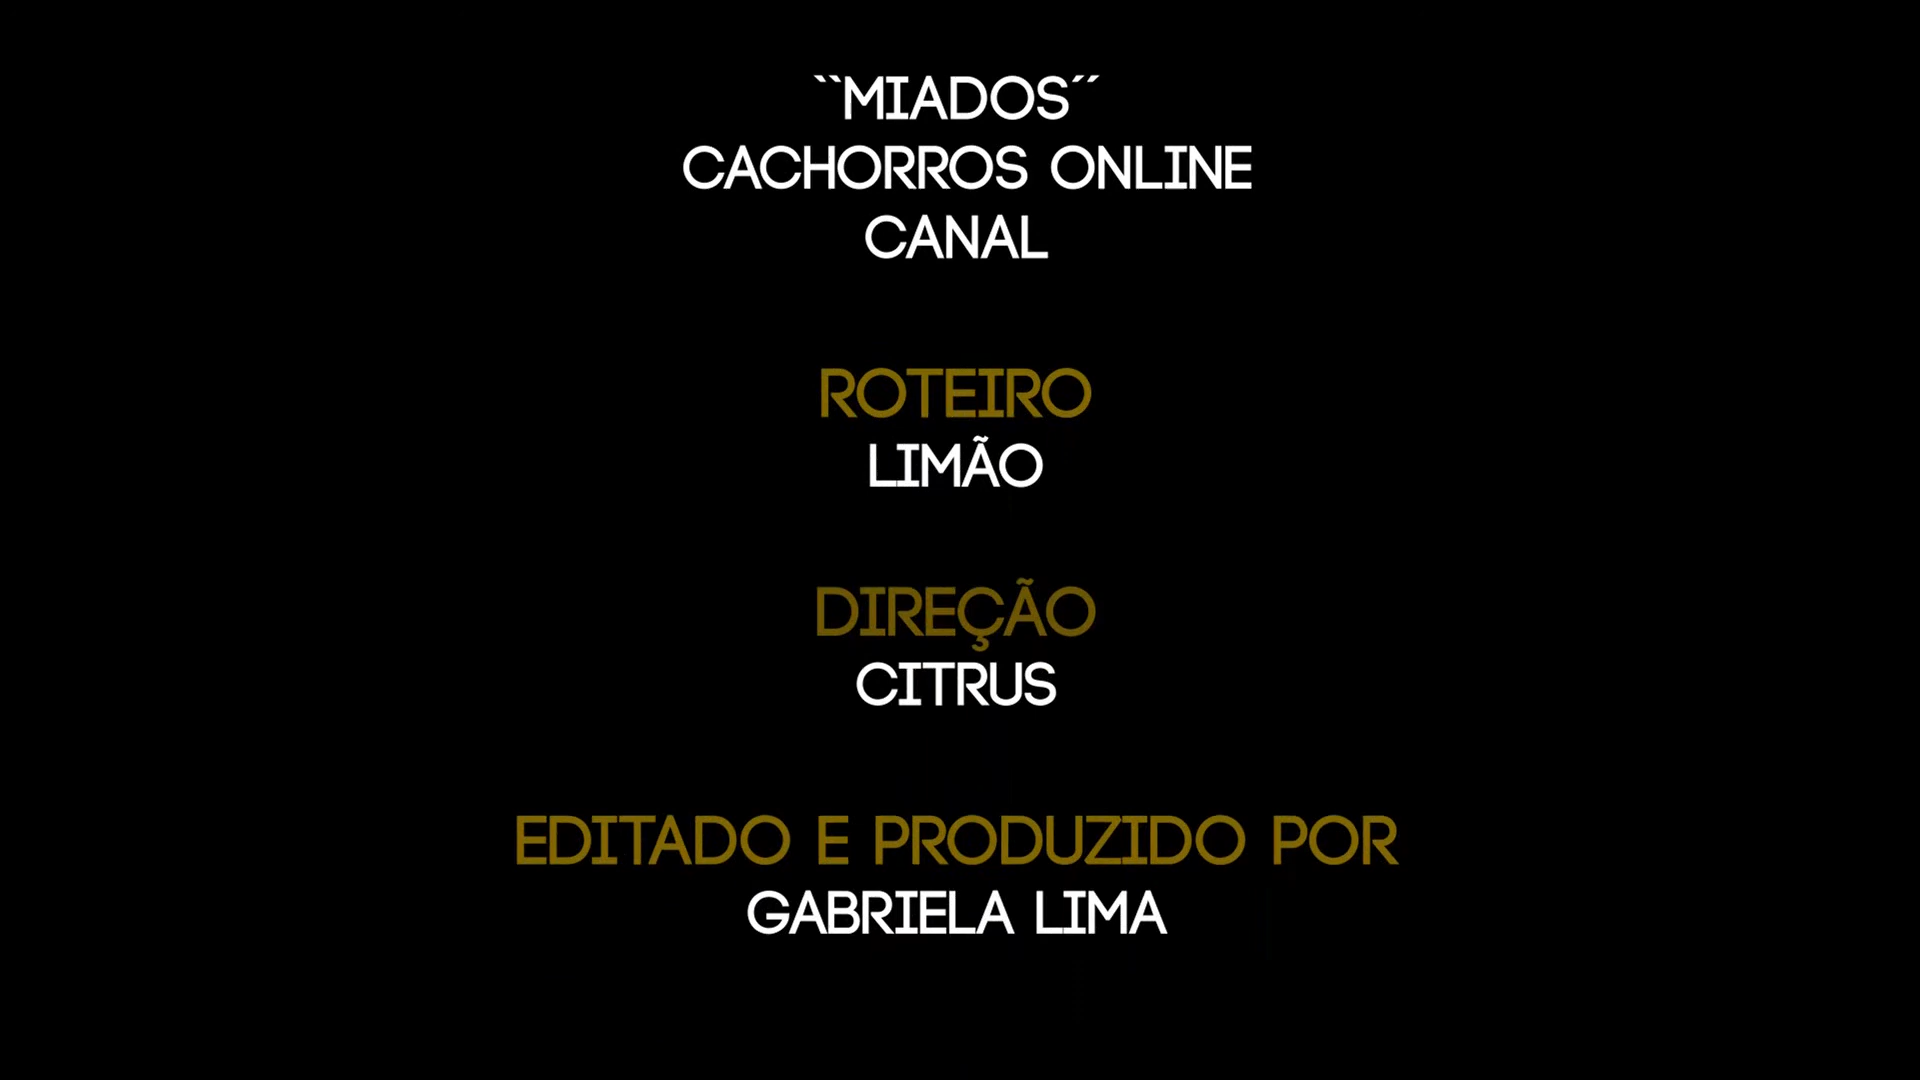 ``MIADOS´´
CACHORROS ONLINE
CANAL
ROTEIRO
LIMÃO
DIREÇÃO
CITRUS
EDITADO E PRODUZIDO POR
GABRIELA LIMA